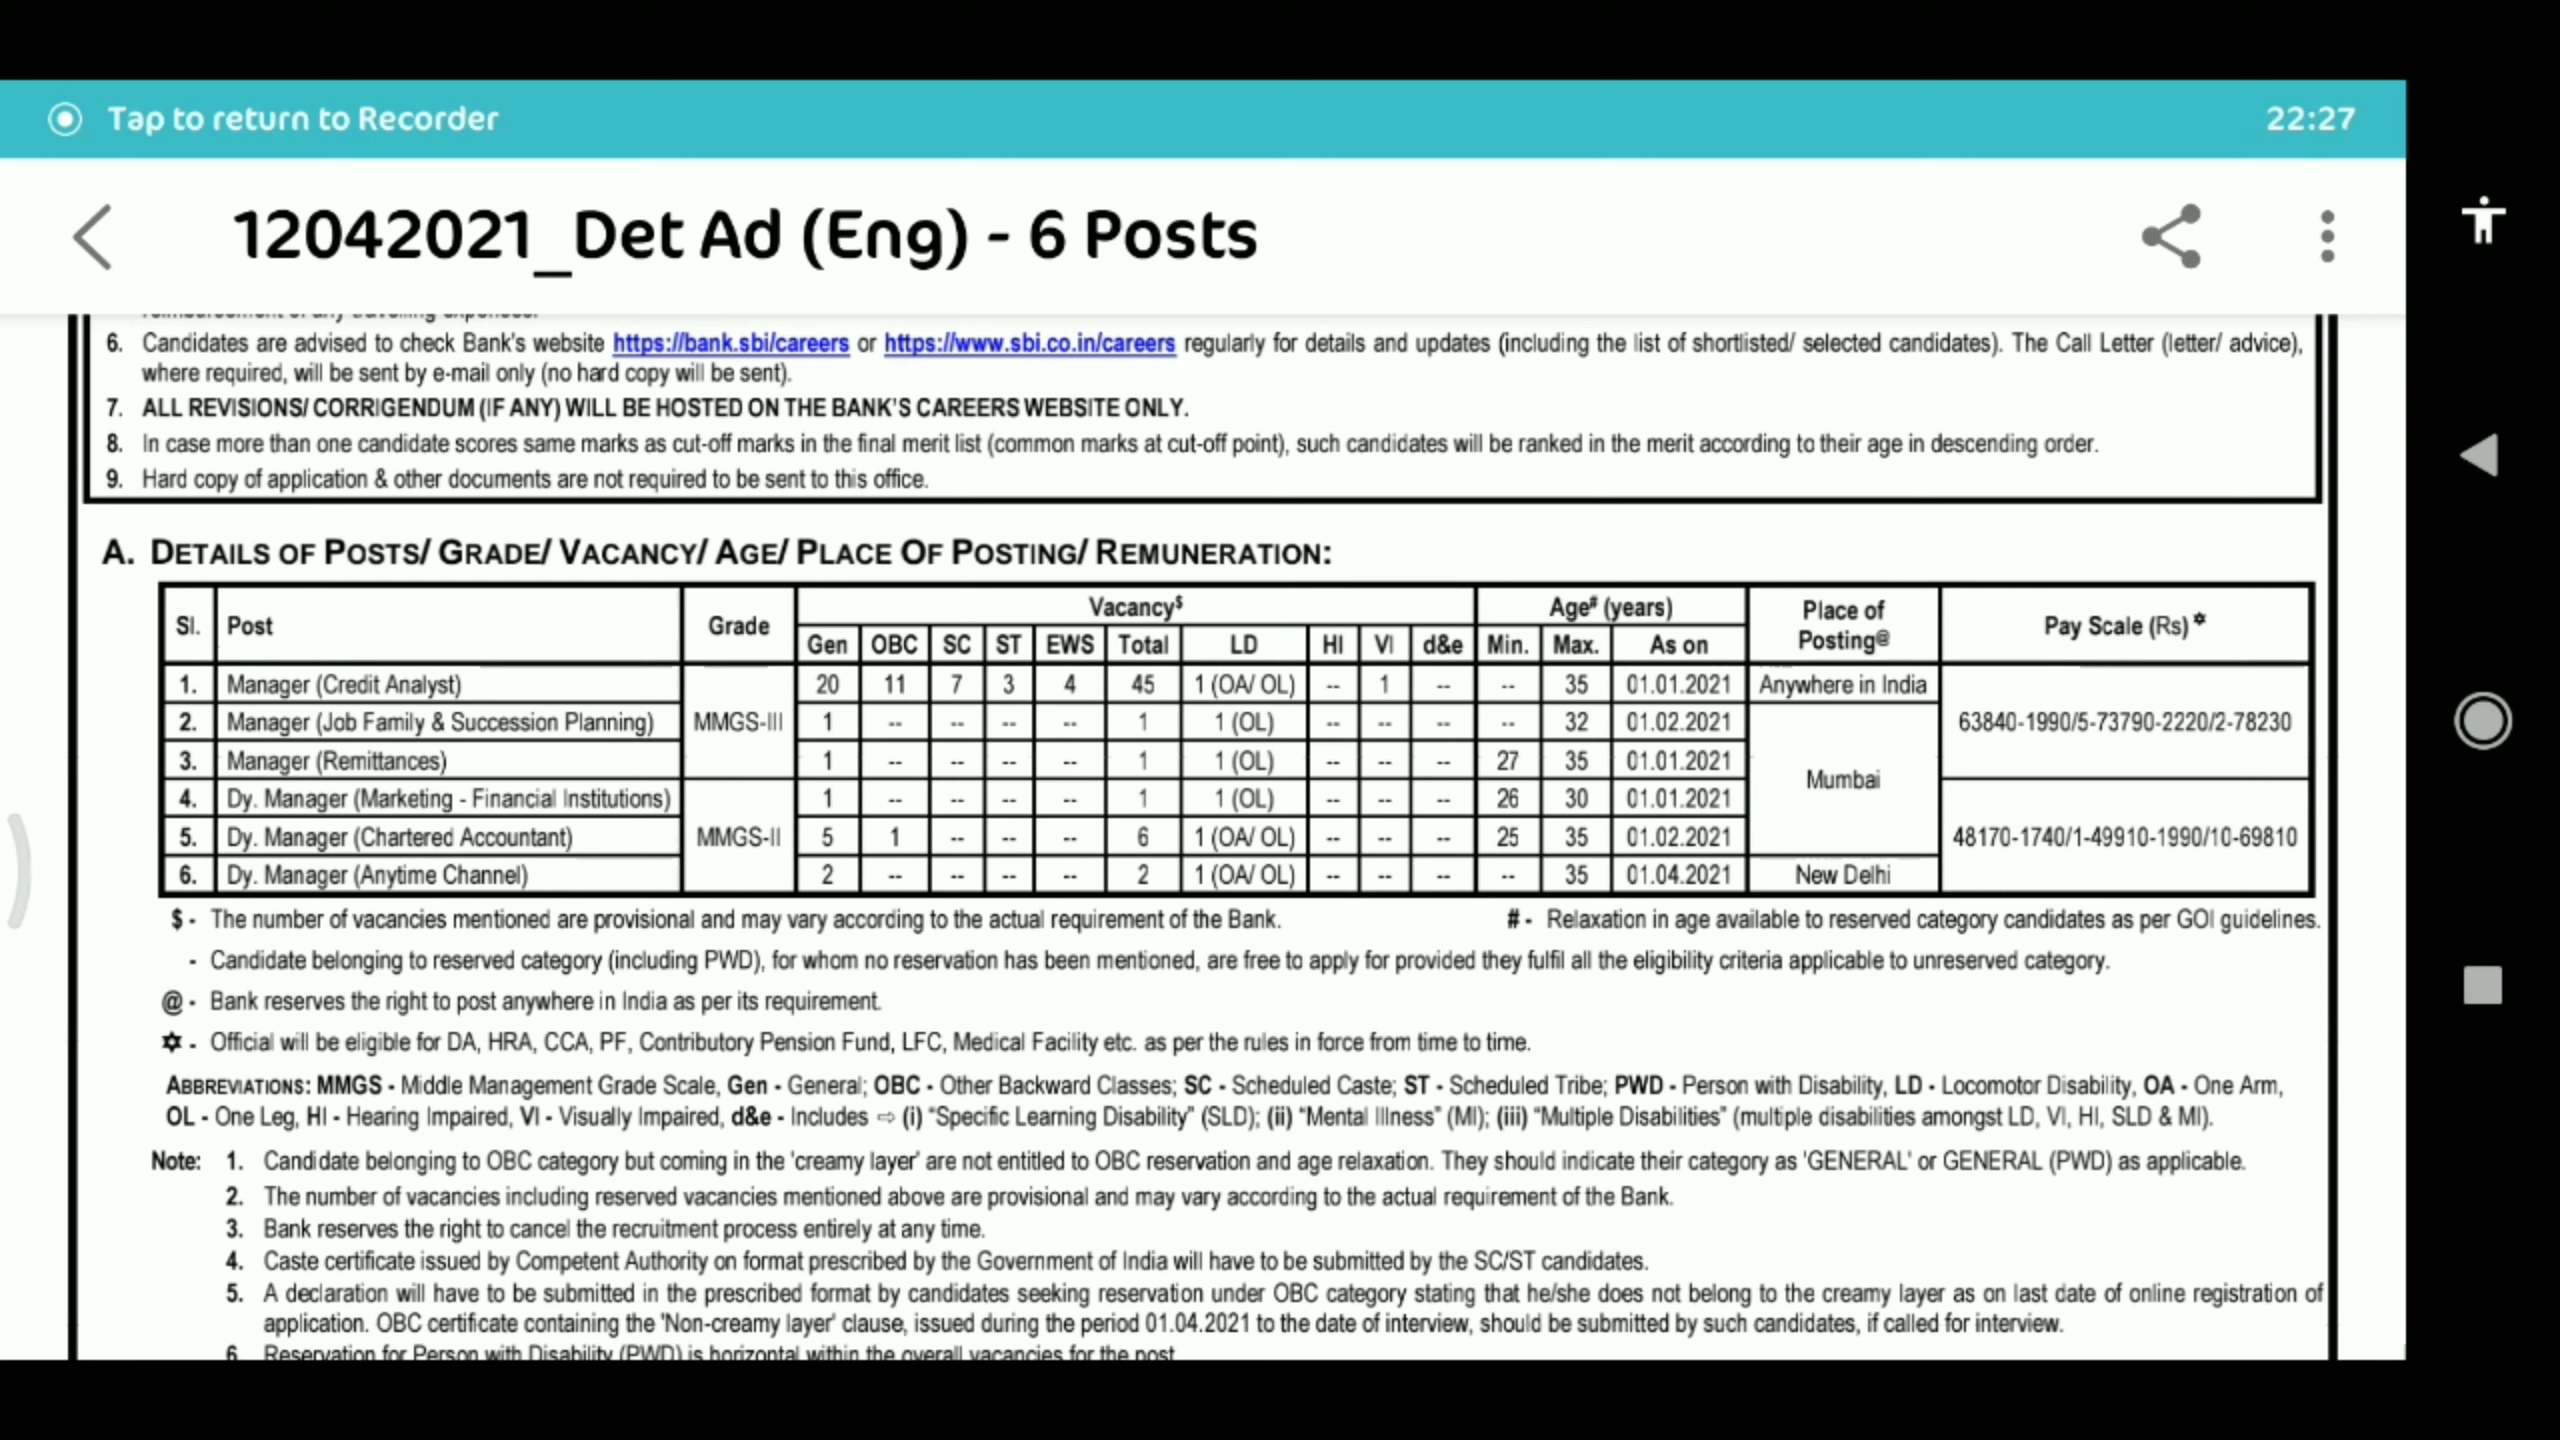 Tap to return to Recorder 22:27
12042021_Det Ad (Eng) - 6 Posts
reimbursement of any travelling expenses.
6. Candidates are advised to check Bank's website https://bank.sbi/careers or https://www.sbi.co.in/careers regularly for details and updates (including the list of shortlisted/ selected candidates). The Call Letter (letter/ advice),
where required, will be sent by e-mail only (no hard copy will be sent).
7. ALL REVISIONS/ CORRIGENDUM (IF ANY) WILL BE HOSTED ON THE BANK'S CAREERS WEBSITE ONLY.
8. In case more than one candidate scores same marks as cut-off marks in the final merit list (common marks at cut-off point), such candidates will be ranked in the merit according to their age in descending order.
9. Hard copy of application & other documents are not required to be sent to this office.
A. DETAILS OF POSTS/ GRADE/ VACANCY/ AGE/ PLACE OF POSTING/ REMUNERATION:
Sl. Post Grade Vacancy$ Age# (years) Place of Posting@ Pay Scale (Rs) ✡
Gen OBC SC ST EWS Total LD HI VI d&e Min. Max. As on
1. Manager (Credit Analyst) MMGS-III 20 11 7 3 4 45 1 (OA/ OL) -- 1 -- -- 35 01.01.2021 Anywhere in India 63840-1990/5-73790-2220/2-78230
2. Manager (Job Family & Succession Planning) 1 -- -- -- -- 1 1 (OL) -- -- -- -- 32 01.02.2021 Mumbai
3. Manager (Remittances) 1 -- -- -- -- 1 1 (OL) -- -- -- 27 35 01.01.2021
4. Dy. Manager (Marketing - Financial Institutions) MMGS-II 1 -- -- -- -- 1 1 (OL) -- -- -- 26 30 01.01.2021 48170-1740/1-49910-1990/10-69810
5. Dy. Manager (Chartered Accountant) 5 1 -- -- -- 6 1 (OA/ OL) -- -- -- 25 35 01.02.2021
6. Dy. Manager (Anytime Channel) 2 -- -- -- -- 2 1 (OA/ OL) -- -- -- -- 35 01.04.2021 New Delhi
$ - The number of vacancies mentioned are provisional and may vary according to the actual requirement of the Bank. # - Relaxation in age available to reserved category candidates as per GOI guidelines.
- Candidate belonging to reserved category (including PWD), for whom no reservation has been mentioned, are free to apply for provided they fulfil all the eligibility criteria applicable to unreserved category.
@ - Bank reserves the right to post anywhere in India as per its requirement.
✡ - Official will be eligible for DA, HRA, CCA, PF, Contributory Pension Fund, LFC, Medical Facility etc. as per the rules in force from time to time.
ABBREVIATIONS: MMGS - Middle Management Grade Scale, Gen - General; OBC - Other Backward Classes; SC - Scheduled Caste; ST - Scheduled Tribe; PWD - Person with Disability, LD - Locomotor Disability, OA - One Arm,
OL - One Leg, HI - Hearing Impaired, VI - Visually Impaired, d&e - Includes ⇨ (i) "Specific Learning Disability" (SLD); (ii) "Mental Illness" (MI); (iii) "Multiple Disabilities" (multiple disabilities amongst LD, VI, HI, SLD & MI).
Note: 1. Candidate belonging to OBC category but coming in the 'creamy layer' are not entitled to OBC reservation and age relaxation. They should indicate their category as 'GENERAL' or GENERAL (PWD) as applicable.
2. The number of vacancies including reserved vacancies mentioned above are provisional and may vary according to the actual requirement of the Bank.
3. Bank reserves the right to cancel the recruitment process entirely at any time.
4. Caste certificate issued by Competent Authority on format prescribed by the Government of India will have to be submitted by the SC/ST candidates.
5. A declaration will have to be submitted in the prescribed format by candidates seeking reservation under OBC category stating that he/she does not belong to the creamy layer as on last date of online registration of
application. OBC certificate containing the 'Non-creamy layer' clause, issued during the period 01.04.2021 to the date of interview, should be submitted by such candidates, if called for interview.
6. Reservation for Person with Disability (PWD) is horizontal within the overall vacancies for the post